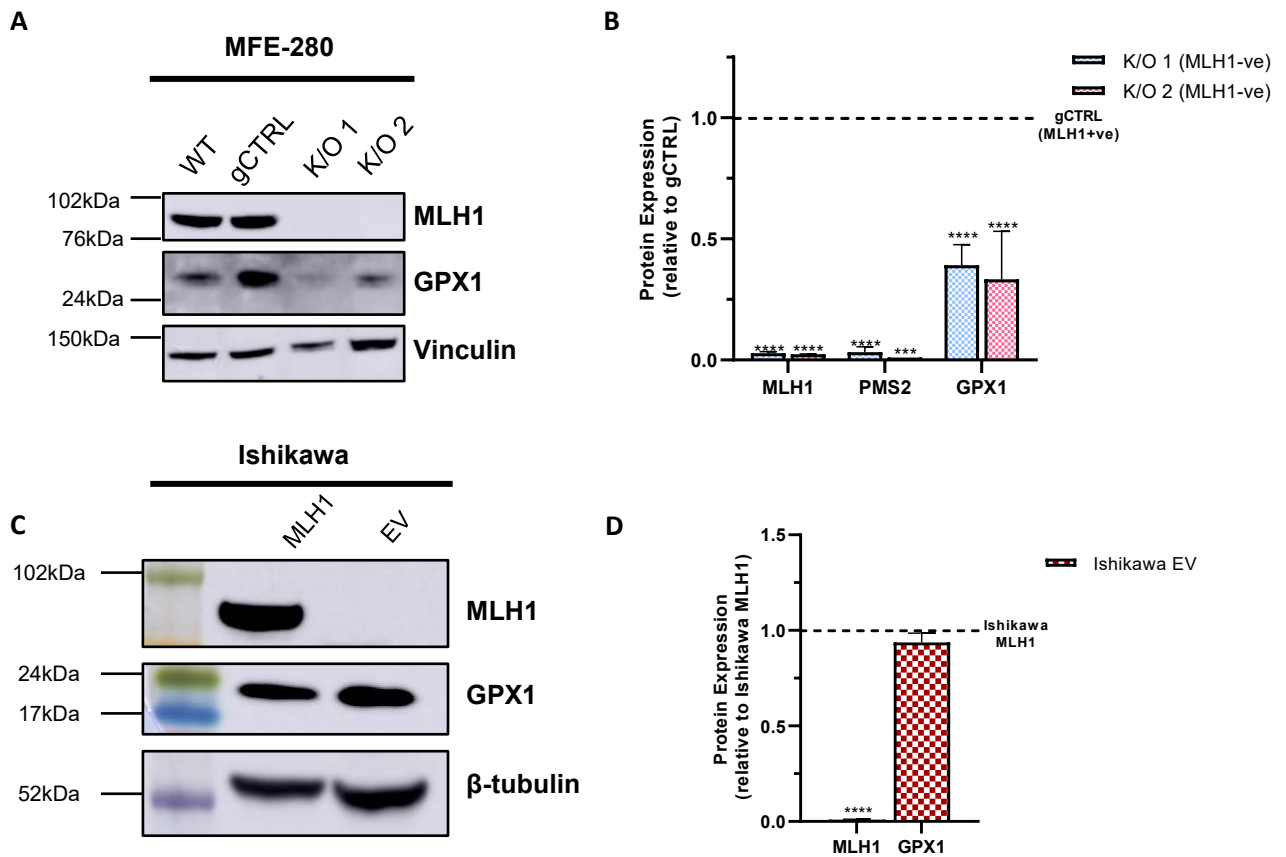 A
MFE-280
WT
gCTRL
K/O 1
K/O 2
102kDa
MLH1
76kDa
GPX1
24kDa
150kDa
Vinculin
B
K/O 1 (MLH1-ve)
K/O 2 (MLH1-ve)
Protein Expression
(relative to gCTRL)
1.0
0.5
0.0
gCTRL
(MLH1+ve)
**** ****
**** ***
**** ****
MLH1 PMS2 GPX1
C
Ishikawa
MLH1
EV
102kDa
MLH1
24kDa
GPX1
17kDa
β-tubulin
52kDa
D
Ishikawa EV
Protein Expression
(relative to Ishikawa MLH1)
1.5
1.0
0.5
0.0
Ishikawa
MLH1
****
MLH1 GPX1